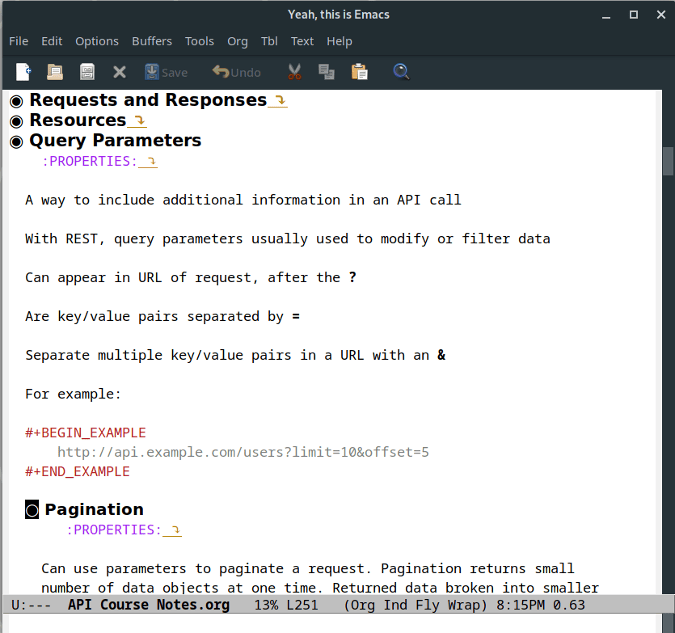 Yeah, this is Emacs
File Edit Options Buffers Tools Org Tbl Text Help
Save Undo
Requests and Responses
Resources
Query Parameters
:PROPERTIES:
A way to include additional information in an API call
With REST, query parameters usually used to modify or filter data
Can appear in URL of request, after the ?
Are key/value pairs separated by =
Separate multiple key/value pairs in a URL with an &
For example:
#+BEGIN_EXAMPLE
http://api.example.com/users?limit=10&offset=5
#+END_EXAMPLE
Pagination
:PROPERTIES:
Can use parameters to paginate a request. Pagination returns small
number of data objects at one time. Returned data broken into smaller
U:--- API Course Notes.org 13% L251 (Org Ind Fly Wrap) 8:15PM 0.63